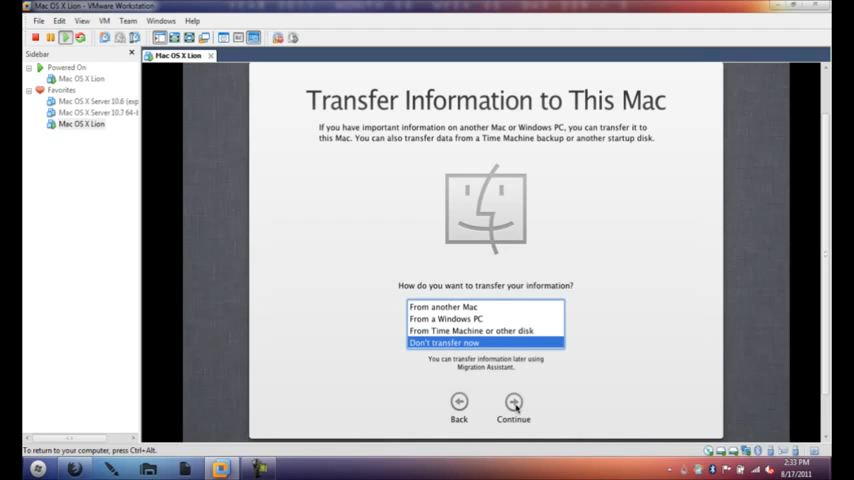 Mac OS X Lion - VMware Workstation
File Edit View VM Team Windows Help
Sidebar
Mac OS X Lion
Powered On
Mac OS X Lion
Favorites
Mac OS X Server 10.6 (exp
Mac OS X Server 10.7 64-b
Mac OS X Lion
Transfer Information to This Mac
If you have important information on another Mac or Windows PC, you can transfer it to
this Mac. You can also transfer data from a Time Machine backup or another startup disk.
How do you want to transfer your information?
From another Mac
From a Windows PC
From Time Machine or other disk
Don't transfer now
You can transfer information later using
Migration Assistant.
Back Continue
To return to your computer, press Ctrl+Alt.
2:33 PM
8/17/2011